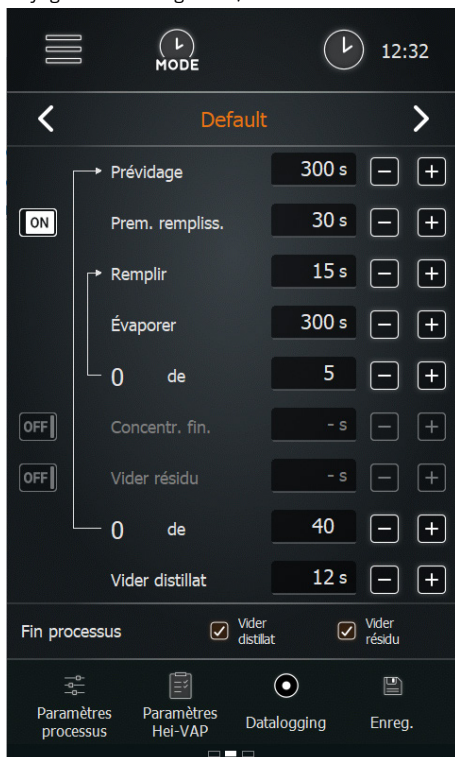 MODE
12:32
Default
Prévidage 300 s
ON Prem. rempliss. 30 s
Remplir 15 s
Évaporer 300 s
0 de 5
OFF Concentr. fin. - s
OFF Vider résidu - s
0 de 40
Vider distillat 12 s
Fin processus
Vider
distillat
Vider
résidu
Paramètres
processus
Paramètres
Hei-VAP
Datalogging
Enreg.